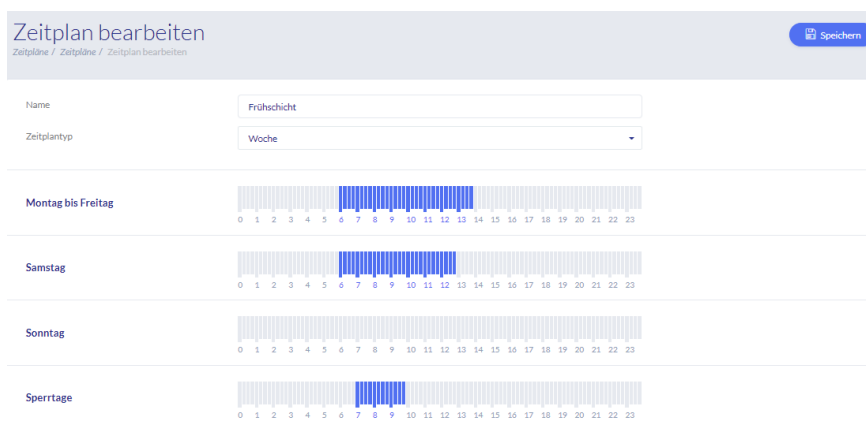 Zeitplan bearbeiten
Zeitpläne / Zeitpläne / Zeitplan bearbeiten
Speichern
Name
Frühschicht
Zeitplantyp
Woche
Montag bis Freitag
0 1 2 3 4 5 6 7 8 9 10 11 12 13 14 15 16 17 18 19 20 21 22 23
Samstag
0 1 2 3 4 5 6 7 8 9 10 11 12 13 14 15 16 17 18 19 20 21 22 23
Sonntag
0 1 2 3 4 5 6 7 8 9 10 11 12 13 14 15 16 17 18 19 20 21 22 23
Sperrtage
0 1 2 3 4 5 6 7 8 9 10 11 12 13 14 15 16 17 18 19 20 21 22 23